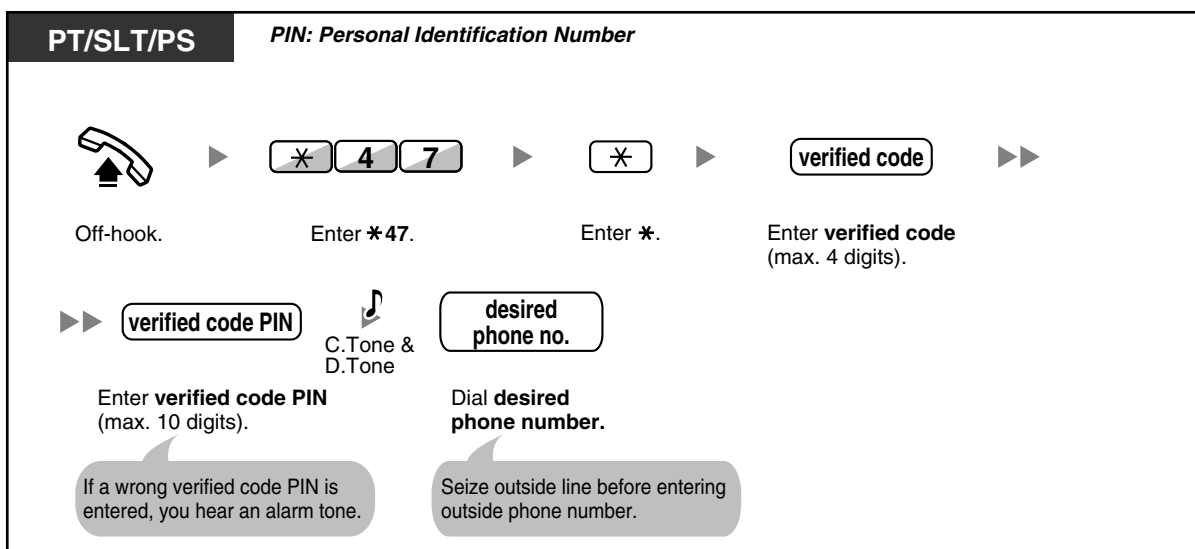 PT/SLT/PS
PIN: Personal Identification Number
* 4 7
*
verified code
Off-hook.
Enter *47.
Enter *.
Enter verified code
(max. 4 digits).
verified code PIN
C.Tone &
D.Tone
desired
phone no.
Enter verified code PIN
(max. 10 digits).
Dial desired
phone number.
If a wrong verified code PIN is
entered, you hear an alarm tone.
Seize outside line before entering
outside phone number.